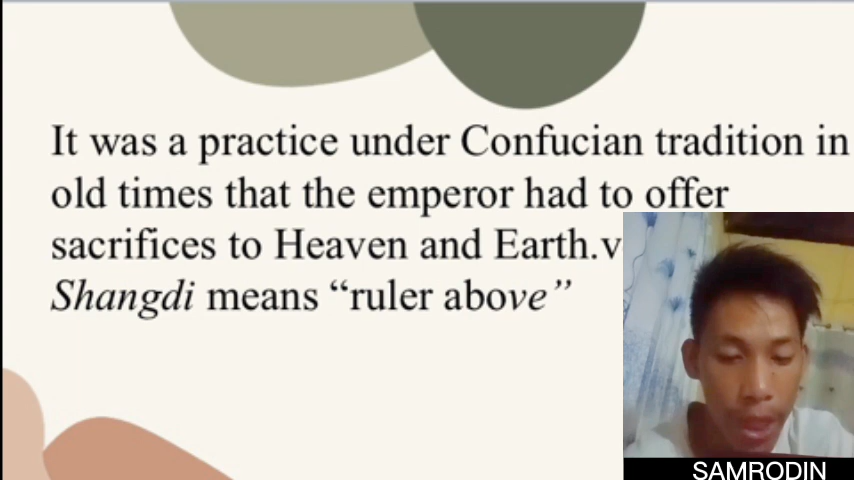 It was a practice under Confucian tradition in
old times that the emperor had to offer
sacrifices to Heaven and Earth.v
Shangdi means “ruler above”
SAMRODIN